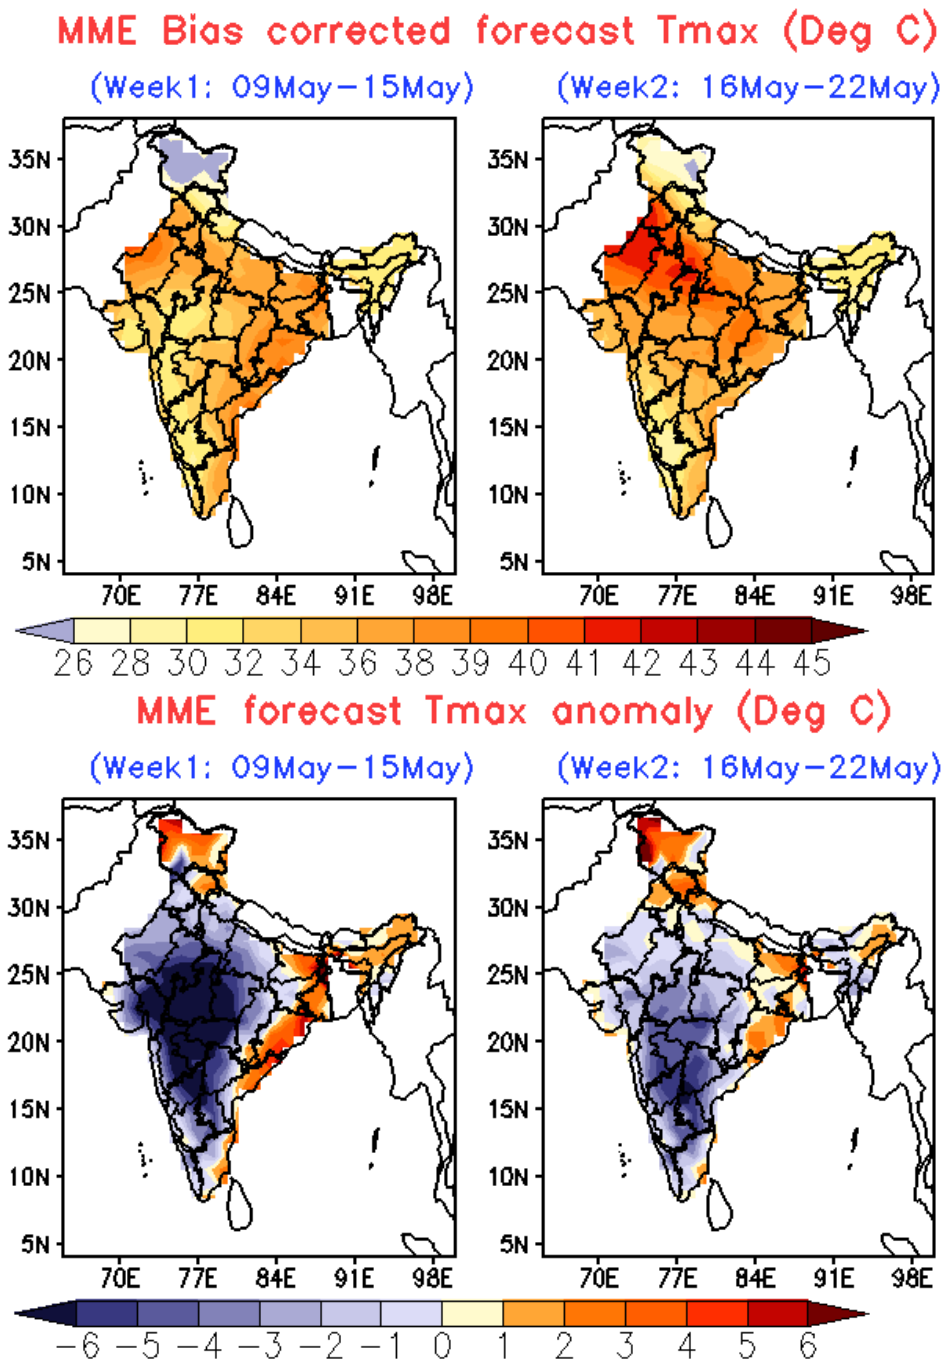 MME Bias corrected forecast Tmax (Deg C)
(Week1: 09May-15May) (Week2: 16May-22May)
35N 35N
30N 30N
25N 25N
20N 20N
15N 15N
10N 10N
5N 5N
70E 77E 84E 91E 98E 70E 77E 84E 91E 98E
26 28 30 32 34 36 38 39 40 41 42 43 44 45
MME forecast Tmax anomaly (Deg C)
(Week1: 09May-15May) (Week2: 16May-22May)
35N 35N
30N 30N
25N 25N
20N 20N
15N 15N
10N 10N
5N 5N
70E 77E 84E 91E 98E 70E 77E 84E 91E 98E
-6 -5 -4 -3 -2 -1 0 1 2 3 4 5 6